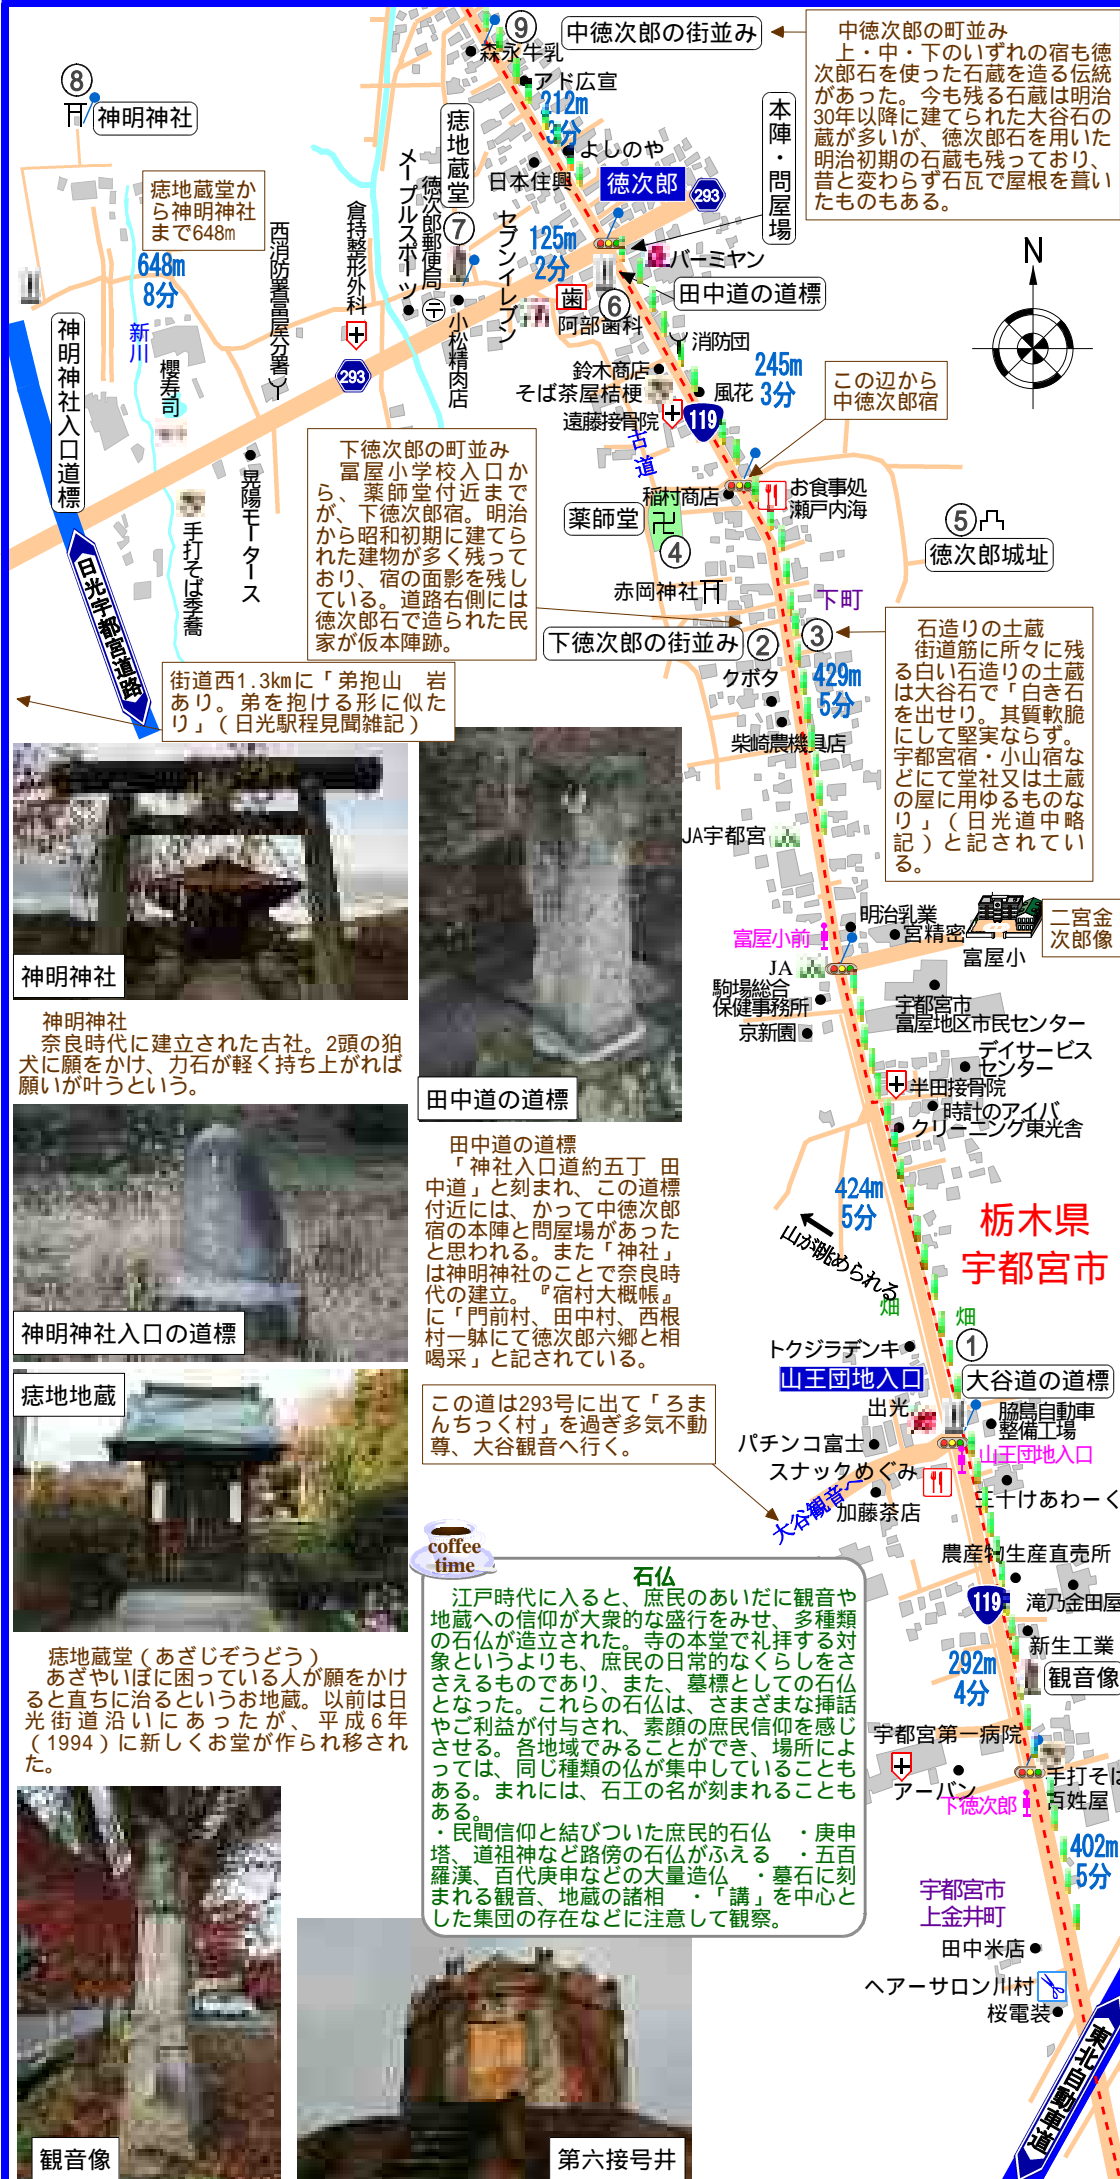 ⑨
森永牛乳
アド広宣
中徳次郎の街並み
中徳次郎の町並み
上・中・下のいずれの宿も徳
次郎石を使った石蔵を造る伝統
があった。今も残る石蔵は明治
30年以降に建てられた大谷石の
蔵が多いが、徳次郎石を用いた
明治初期の石蔵も残っており、
昔と変わらず石瓦で屋根を葺い
たものもある。
⑧
神明神社
212m
3分
よしのや
日本住興
徳次郎
293
本陣・問屋場
痣地蔵堂
⑦
メープルスポーツ
徳次郎郵便局
セブンイレブン
小松精肉店
125m
2分
バーミヤン
田中道の道標
⑥
歯
阿部歯科
痣地蔵堂か
ら神明神社
まで648m
648m
8分
新川
櫻寿司
西消防署富屋分署
倉持整形外科
293
神明神社入口道標
晃陽モータース
手打そば季喬
日光宇都宮道路
N
消防団
鈴木商店
そば茶屋桔梗
風花
遠藤接骨院
119
245m
3分
古道
この辺から
中徳次郎宿
稲村商店
お食事処
瀬戸内海
薬師堂
④
赤岡神社
⑤
徳次郎城址
下徳次郎の町並み
冨屋小学校入口か
ら、薬師堂付近まで
が、下徳次郎宿。明治
から昭和初期に建てら
れた建物が多く残って
おり、宿の面影を残し
ている。道路右側には
徳次郎石で造られた民
家が仮本陣跡。
下町
下徳次郎の街並み
②
③
クボタ
429m
5分
柴崎農機具店
石造りの土蔵
街道筋に所々に残
る白い石造りの土蔵
は大谷石で「白き石
を出せり。其質軟脆
にして堅実ならず。
宇都宮宿・小山宿な
どにて堂社又は土蔵
の屋に用ゆるものな
り」（日光道中略
記）と記されてい
る。
街道西1.3kmに「弟抱山　岩
あり。弟を抱ける形に似た
り」（日光駅程見聞雑記）
JA宇都宮
明治乳業
宮精密
富屋小前
JA
富屋小
二宮金
次郎像
駒場総合
保健事務所
京新園
宇都宮市
富屋地区市民センター
デイサービス
センター
半田接骨院
時計のアイバ
クリーニング東光舎
神明神社
神明神社
奈良時代に建立された古社。2頭の狛
犬に願をかけ、力石が軽く持ち上がれば
願いが叶うという。
田中道の道標
田中道の道標
「神社入口道約五丁 田
中道」と刻まれ、この道標
付近には、かって中徳次郎
宿の本陣と問屋場があった
と思われる。また「神社」
は神明神社のことで奈良時
代の建立。『宿村大概帳』
に「門前村、田中村、西根
村一躰にて徳次郎六郷と相
唱采」と記されている。
神明神社入口の道標
424m
5分
山が眺められる
畑
栃木県
宇都宮市
畑
①
トクジラデンキ
山王団地入口
大谷道の道標
出光
脇島自動車
整備工場
パチンコ富士
山王団地入口
スナックめぐみ
加藤茶店
三十けあわーく
大谷観音へ
この道は293号に出て「ろま
んちっく村」を過ぎ多気不動
尊、大谷観音へ行く。
痣地地蔵
痣地蔵堂（あざじぞうどう）
あざやいぼに困っている人が願をかけ
ると直ちに治るというお地蔵。以前は日
光街道沿いにあったが、平成6年
（1994）に新しくお堂が作られ移され
た。
coffee
time
石仏
江戸時代に入ると、庶民のあいだに観音や
地蔵への信仰が大衆的な盛行をみせ、多種類
の石仏が造立された。寺の本堂で礼拝する対
象というよりも、庶民の日常的なくらしをさ
さえるものであり、また、墓標としての石仏
となった。これらの石仏は、さまざまな挿話
やご利益が付与され、素顔の庶民信仰を感じ
させる。各地域でみることができ、場所によ
っては、同じ種類の仏が集中していることも
ある。まれには、石工の名が刻まれることも
ある。
・民間信仰と結びついた庶民的石仏　・庚申
塔、道祖神など路傍の石仏がふえる　・五百
羅漢、百代庚申などの大量造仏　・墓石に刻
まれる観音、地蔵の諸相　・「講」を中心と
した集団の存在などに注意して観察。
農産物生産直売所
119
滝乃金田屋
新生工業
292m
4分
観音像
宇都宮第一病院
アーバン
下徳次郎
手打そば
百姓屋
402m
5分
宇都宮市
上金井町
田中米店
ヘアーサロン川村
桜電装
東北自動車道
観音像
第六接号井